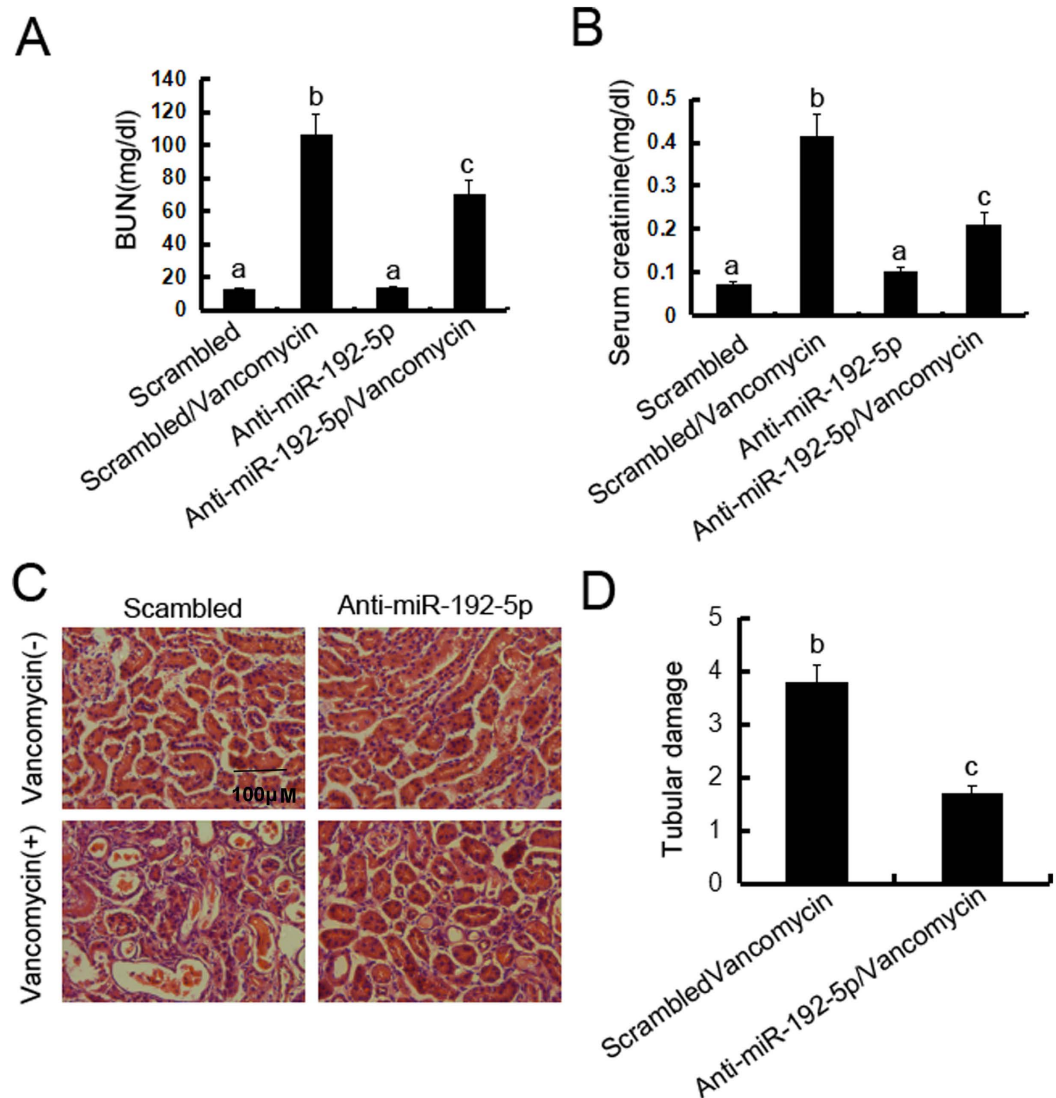 A
BUN(mg/dl)
140
120
100
80
60
40
20
0
a
b
a
c
Scrambled
Scrambled/Vancomycin
Anti-miR-192-5p
Anti-miR-192-5p/Vancomycin
B
Serum creatinine(mg/dl)
0.5
0.4
0.3
0.2
0.1
0
a
b
a
c
Scrambled
Scrambled/Vancomycin
Anti-miR-192-5p
Anti-miR-192-5p/Vancomycin
C
Scambled
Anti-miR-192-5p
Vancomycin(-)
100μM
Vancomycin(+)
D
Tubular damage
5
4
3
2
1
0
b
c
ScrambledVancomycin
Anti-miR-192-5p/Vancomycin